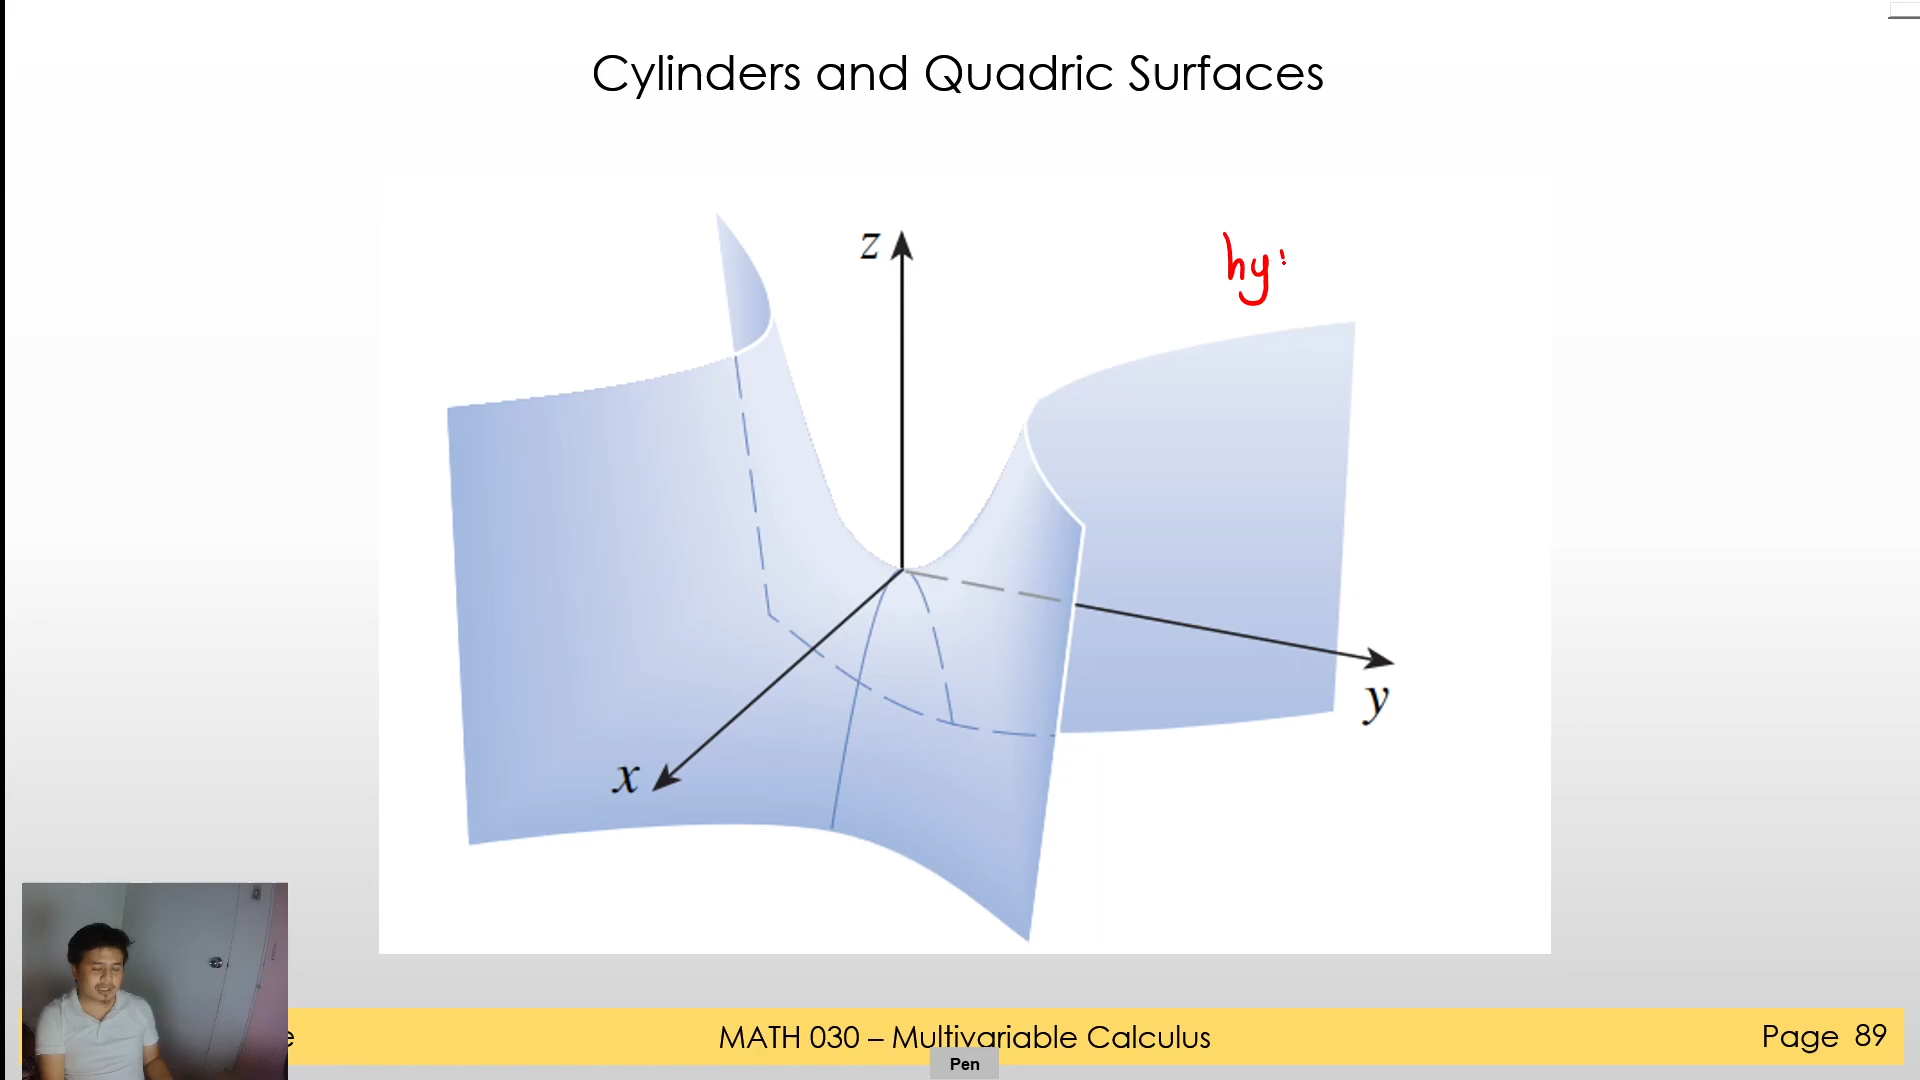 Cylinders and Quadric Surfaces
z
hy
y
x
MATH 030 – Multivariable Calculus
Page 89
Pen